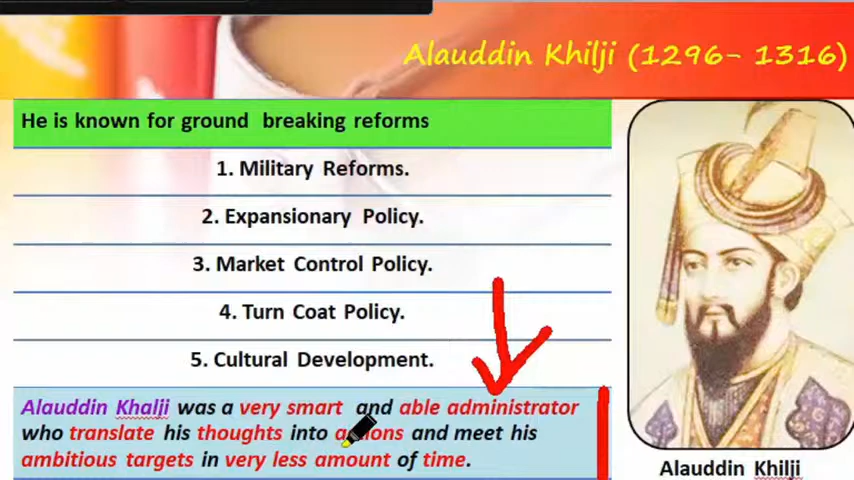 Alauddin Khilji (1296- 1316)
He is known for ground breaking reforms
1. Military Reforms.
2. Expansionary Policy.
3. Market Control Policy.
4. Turn Coat Policy.
5. Cultural Development.
Alauddin Khalji was a very smart and able administrator
who translate his thoughts into and meet his
ambitious targets in very less amount of time.
Alauddin Khilji